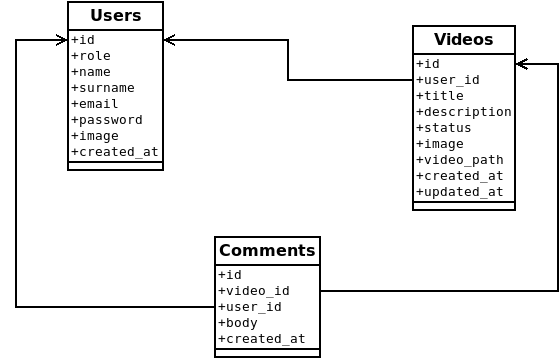 Users
+id
+role
+name
+surname
+email
+password
+image
+created_at
Videos
+id
+user_id
+title
+description
+status
+image
+video_path
+created_at
+updated_at
Comments
+id
+video_id
+user_id
+body
+created_at